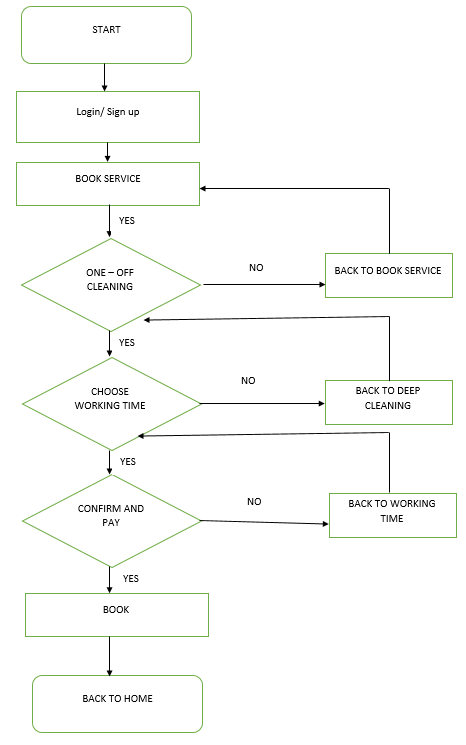 START
Login/ Sign up
BOOK SERVICE
YES
ONE – OFF
CLEANING
NO
BACK TO BOOK SERVICE
YES
CHOOSE
WORKING TIME
NO
BACK TO DEEP
CLEANING
YES
CONFIRM AND
PAY
NO
BACK TO WORKING
TIME
YES
BOOK
BACK TO HOME